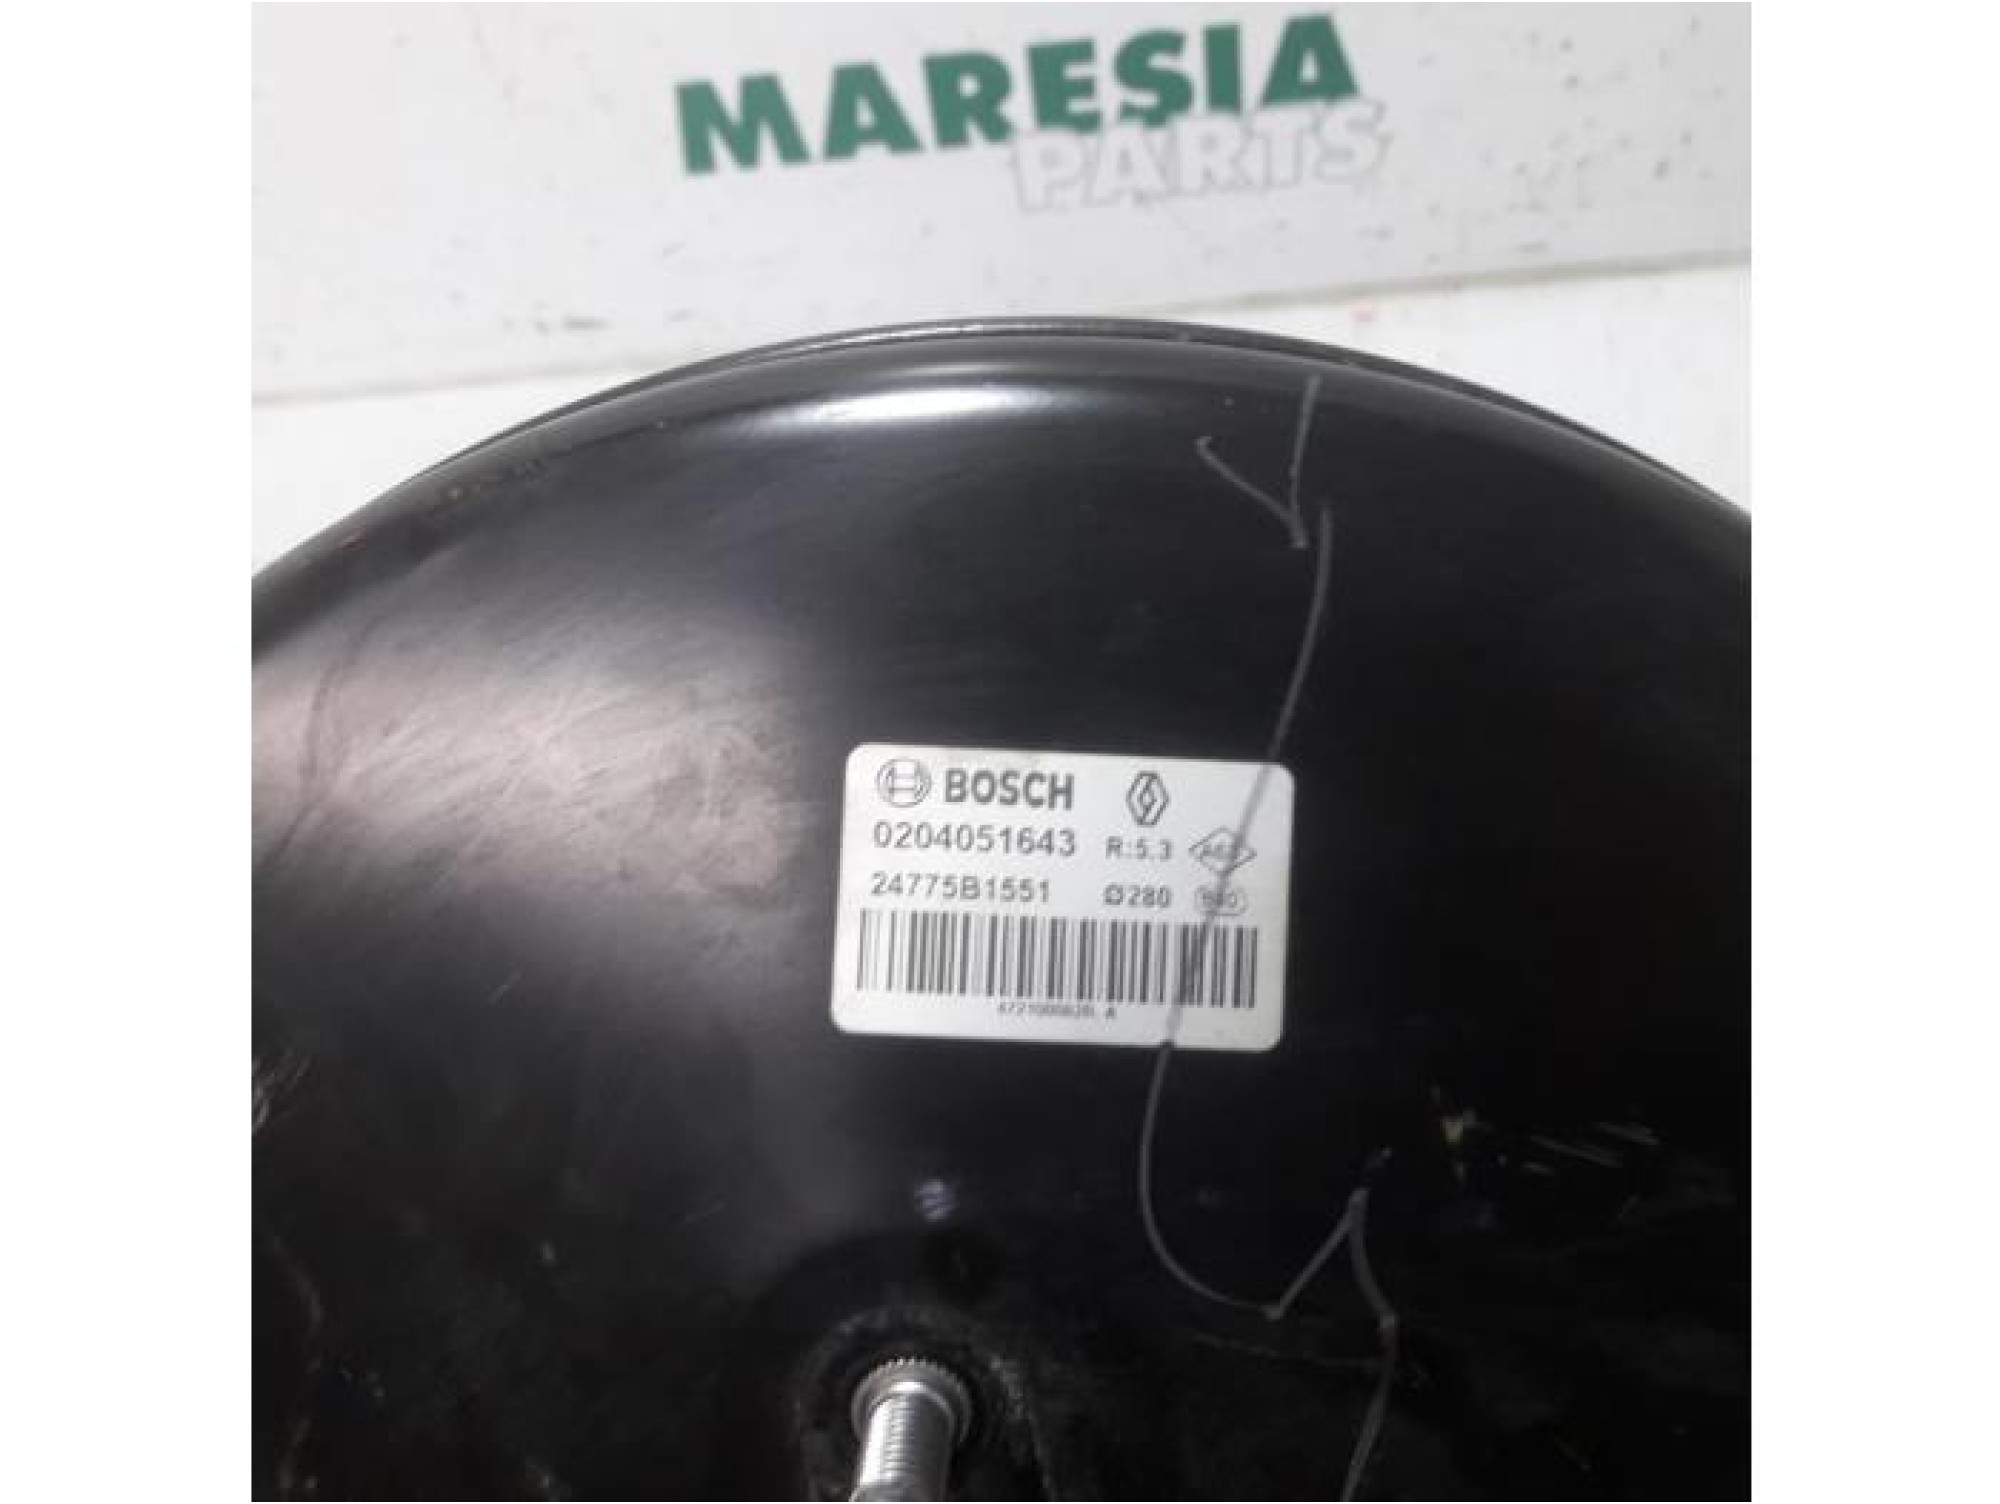 MARESIA
PARTS
BOSCH
0204051643 R:5.3
24775B1551 Ø280